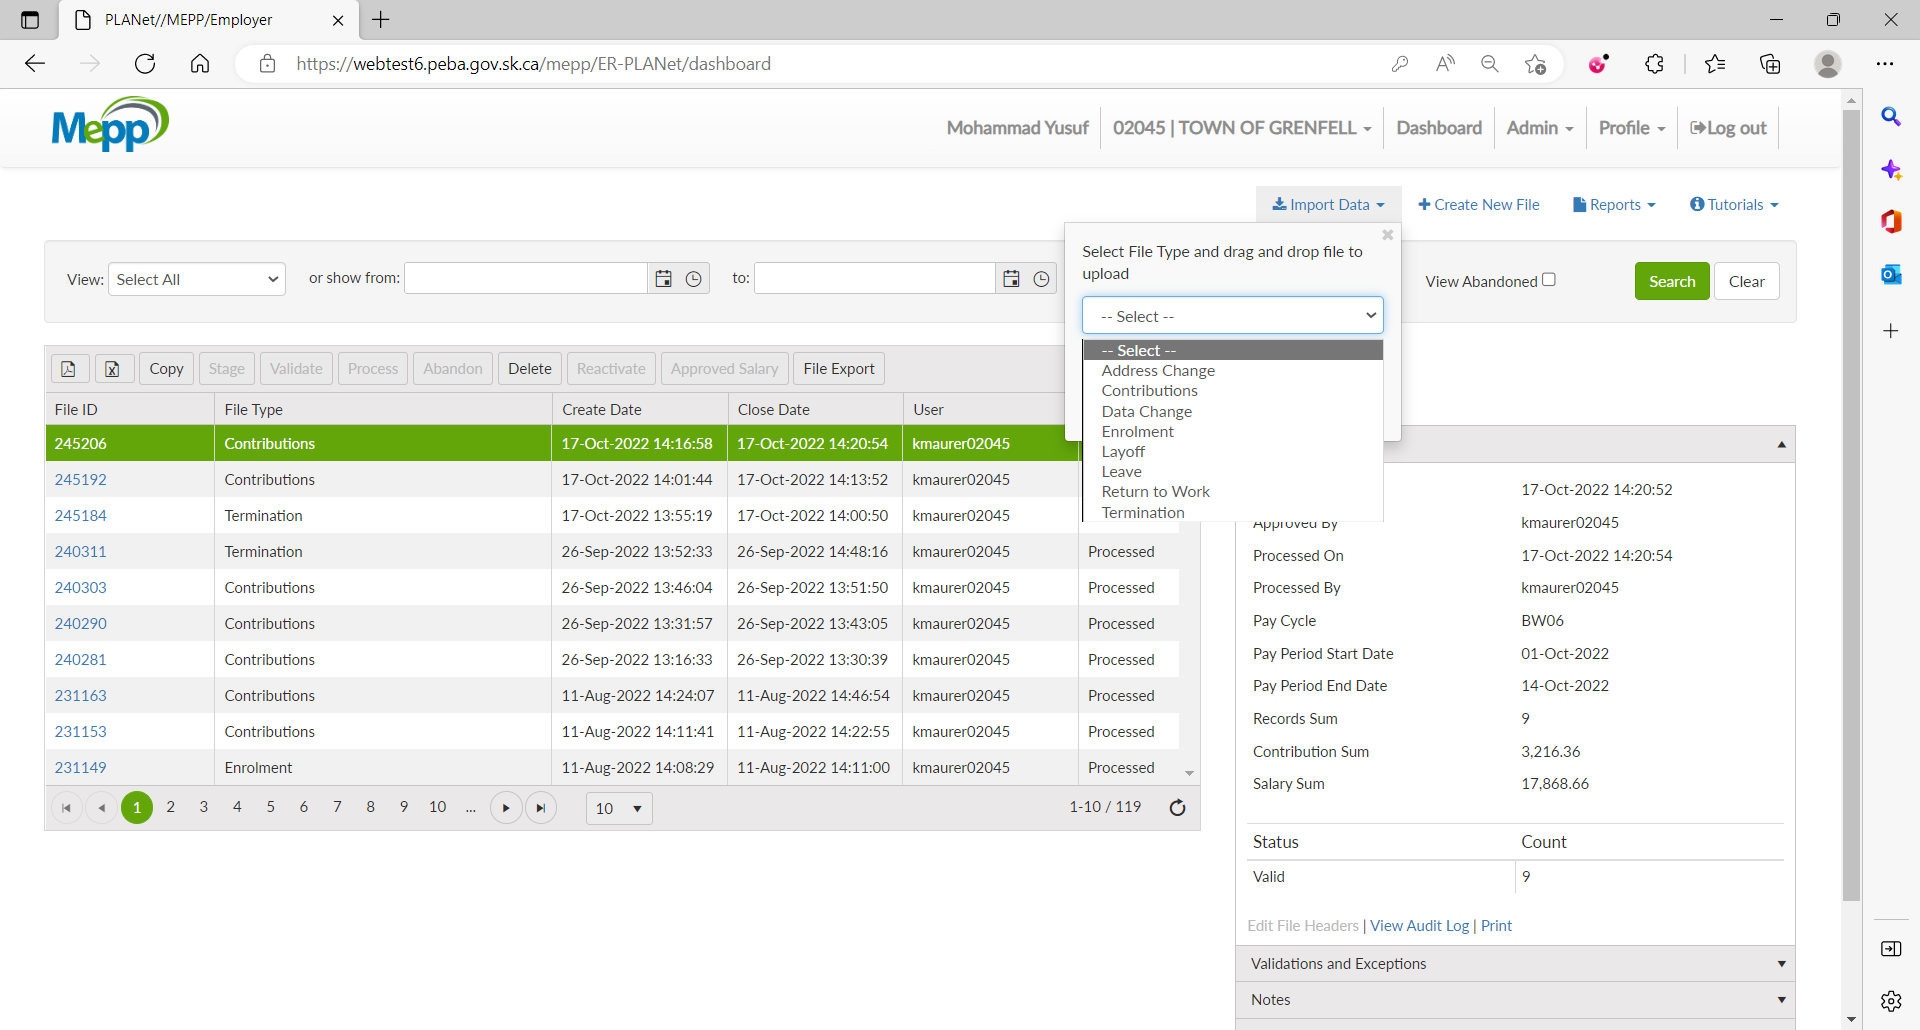 PLANet//MEPP/Employer
https://webtest6.peba.gov.sk.ca/mepp/ER-PLANet/dashboard
Mepp
Mohammad Yusuf
02045 | TOWN OF GRENFELL
Dashboard
Admin
Profile
Log out
Import Data
Create New File
Reports
Tutorials
Select File Type and drag and drop file to
upload
-- Select --
-- Select --
Address Change
Contributions
Data Change
Enrolment
Layoff
Leave
Return to Work
Termination
View: Select All
or show from:
to:
View Abandoned
Search
Clear
Copy
Stage
Validate
Process
Abandon
Delete
Reactivate
Approved Salary
File Export
File ID File Type Create Date Close Date User
245206 Contributions 17-Oct-2022 14:16:58 17-Oct-2022 14:20:54 kmaurer02045
245192 Contributions 17-Oct-2022 14:01:44 17-Oct-2022 14:13:52 kmaurer02045
245184 Termination 17-Oct-2022 13:55:19 17-Oct-2022 14:00:50 kmaurer02045
240311 Termination 26-Sep-2022 13:52:33 26-Sep-2022 14:48:16 kmaurer02045 Processed
240303 Contributions 26-Sep-2022 13:46:04 26-Sep-2022 13:51:50 kmaurer02045 Processed
240290 Contributions 26-Sep-2022 13:31:57 26-Sep-2022 13:43:05 kmaurer02045 Processed
240281 Contributions 26-Sep-2022 13:16:33 26-Sep-2022 13:30:39 kmaurer02045 Processed
231163 Contributions 11-Aug-2022 14:24:07 11-Aug-2022 14:46:54 kmaurer02045 Processed
231153 Contributions 11-Aug-2022 14:11:41 11-Aug-2022 14:22:55 kmaurer02045 Processed
231149 Enrolment 11-Aug-2022 14:08:29 11-Aug-2022 14:11:00 kmaurer02045 Processed
1 2 3 4 5 6 7 8 9 10 ...
10
1-10 / 119
17-Oct-2022 14:20:52
Approved By kmaurer02045
Processed On 17-Oct-2022 14:20:54
Processed By kmaurer02045
Pay Cycle BW06
Pay Period Start Date 01-Oct-2022
Pay Period End Date 14-Oct-2022
Records Sum 9
Contribution Sum 3,216.36
Salary Sum 17,868.66
Status Count
Valid 9
Edit File Headers | View Audit Log | Print
Validations and Exceptions
Notes